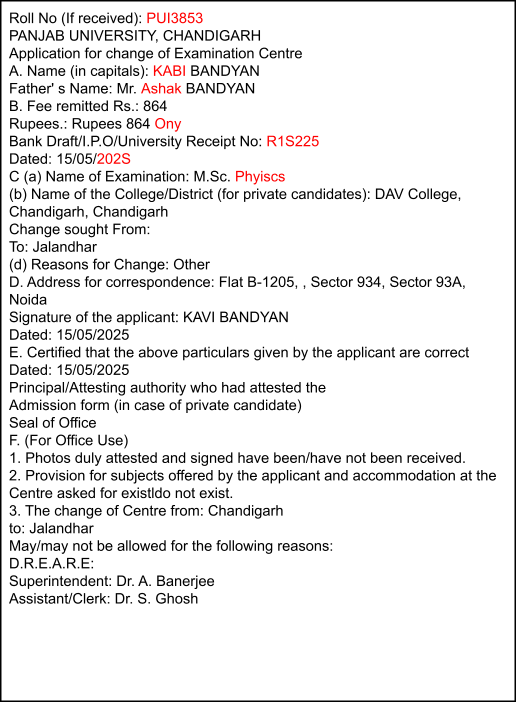 Roll No (If received): PUI3853
PANJAB UNIVERSITY, CHANDIGARH
Application for change of Examination Centre
A. Name (in capitals): KABI BANDYAN
Father' s Name: Mr. Ashak BANDYAN
B. Fee remitted Rs.: 864
Rupees.: Rupees 864 Ony
Bank Draft/I.P.O/University Receipt No: R1S225
Dated: 15/05/202S
C (a) Name of Examination: M.Sc. Phyiscs
(b) Name of the College/District (for private candidates): DAV College,
Chandigarh, Chandigarh
Change sought From:
To: Jalandhar
(d) Reasons for Change: Other
D. Address for correspondence: Flat B-1205, , Sector 934, Sector 93A,
Noida
Signature of the applicant: KAVI BANDYAN
Dated: 15/05/2025
E. Certified that the above particulars given by the applicant are correct
Dated: 15/05/2025
Principal/Attesting authority who had attested the
Admission form (in case of private candidate)
Seal of Office
F. (For Office Use)
1. Photos duly attested and signed have been/have not been received.
2. Provision for subjects offered by the applicant and accommodation at the
Centre asked for existldo not exist.
3. The change of Centre from: Chandigarh
to: Jalandhar
May/may not be allowed for the following reasons:
D.R.E.A.R.E:
Superintendent: Dr. A. Banerjee
Assistant/Clerk: Dr. S. Ghosh